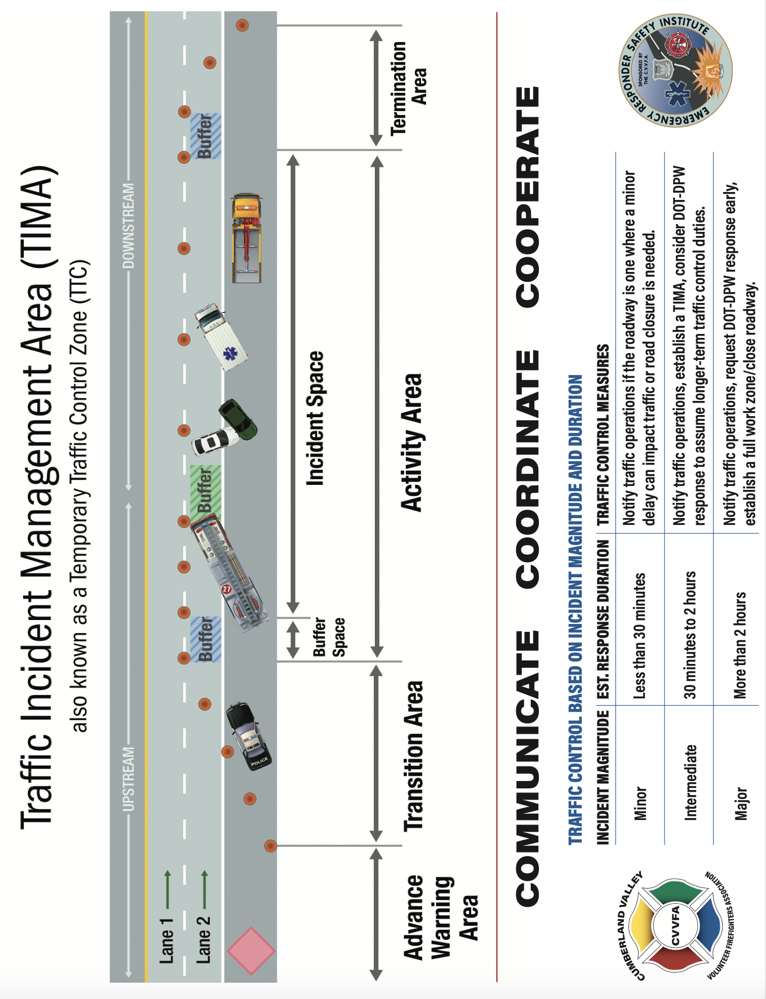 Traffic Incident Management Area (TIMA)
also known as a Temporary Traffic Control Zone (TTC)
UPSTREAM
DOWNSTREAM
Lane 1
Lane 2
Buffer
Buffer
Buffer
27
POLICE
Buffer
Space
Incident Space
Advance
Warning
Area
Transition Area
Activity Area
Termination
Area
COMMUNICATE COORDINATE COOPERATE
TRAFFIC CONTROL BASED ON INCIDENT MAGNITUDE AND DURATION
INCIDENT MAGNITUDE EST. RESPONSE DURATION TRAFFIC CONTROL MEASURES
Minor Less than 30 minutes Notify traffic operations if the roadway is one where a minor
delay can impact traffic or road closure is needed.
Intermediate 30 minutes to 2 hours Notify traffic operations, establish a TIMA, consider DOT-DPW
response to assume longer-term traffic control duties.
Major More than 2 hours Notify traffic operations, request DOT-DPW response early,
establish a full work zone/close roadway.
CUMBERLAND VALLEY
CVVFA
VOLUNTEER FIREFIGHTERS ASSOCIATION
EMERGENCY RESPONDER SAFETY INSTITUTE
SPONSORED BY
THE C.V.V.F.A.